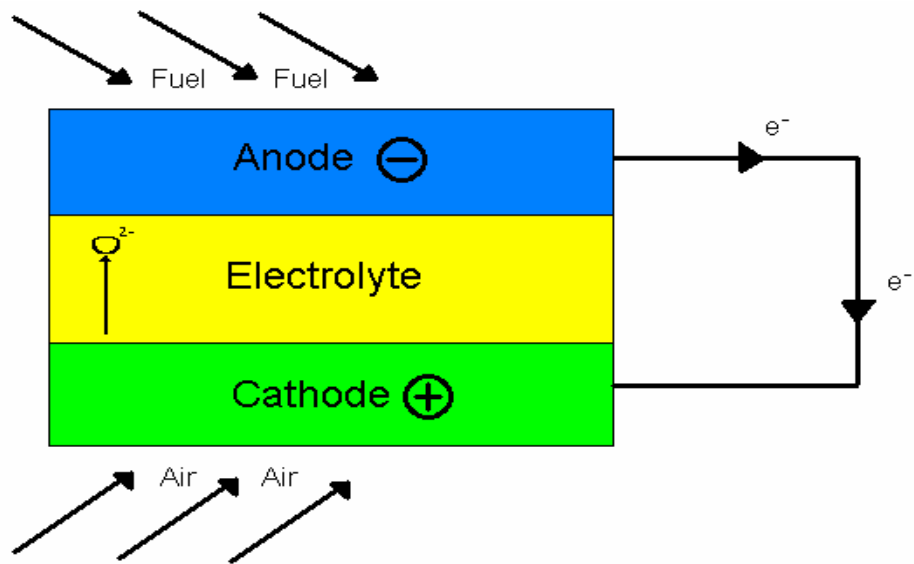 Fuel Fuel
e⁻
Anode ⊖
O²⁻
Electrolyte
e⁻
Cathode ⊕
Air Air